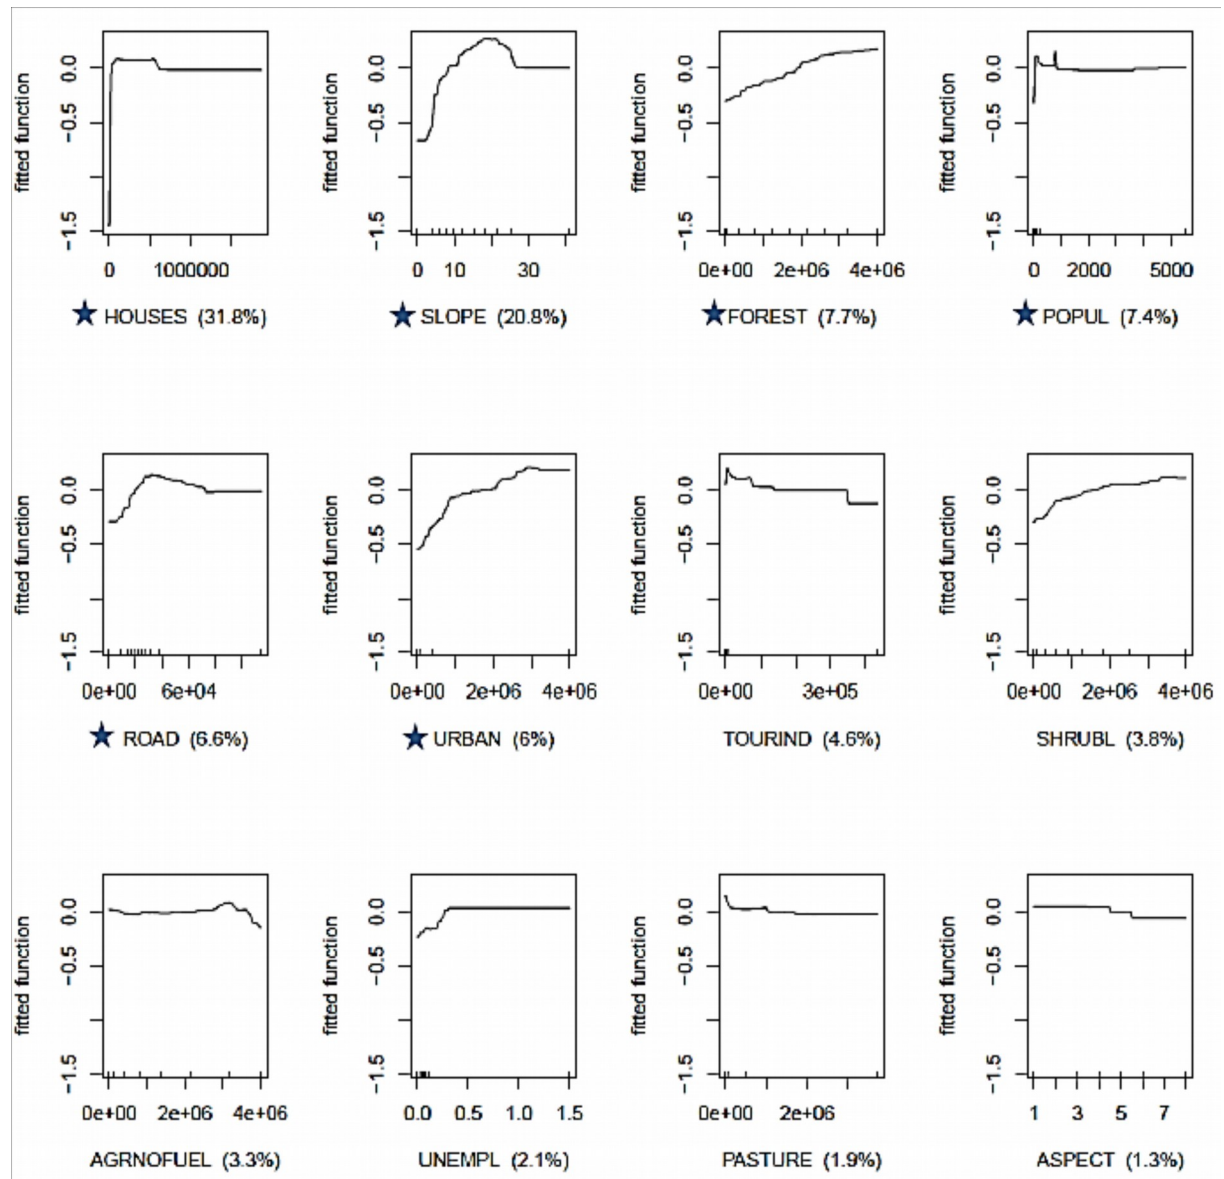 fitted function
0.0
-0.5
-1.5
0 1000000
★ HOUSES (31.8%)
fitted function
0.0
-0.5
-1.5
0 10 30
★ SLOPE (20.8%)
fitted function
0.0
-0.5
-1.5
0e+00 2e+06 4e+06
★ FOREST (7.7%)
fitted function
0.0
-0.5
-1.5
0 2000 5000
★ POPUL (7.4%)
fitted function
0.0
-0.5
-1.5
0e+00 6e+04
★ ROAD (6.6%)
fitted function
0.0
-0.5
-1.5
0e+00 2e+06 4e+06
★ URBAN (6%)
fitted function
0.0
-0.5
-1.5
0e+00 3e+05
TOURIND (4.6%)
fitted function
0.0
-0.5
-1.5
0e+00 2e+06 4e+06
SHRUBL (3.8%)
fitted function
0.0
-0.5
-1.5
0e+00 2e+06 4e+06
AGRNOFUEL (3.3%)
fitted function
0.0
-0.5
-1.5
0.0 0.5 1.0 1.5
UNEMPL (2.1%)
fitted function
0.0
-0.5
-1.5
0e+00 2e+06
PASTURE (1.9%)
fitted function
0.0
-0.5
-1.5
1 3 5 7
ASPECT (1.3%)